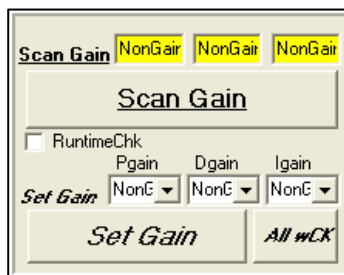 Scan Gain NonGair NonGair NonGair
Scan Gain
RuntimeChk
Pgain Dgain Igain
Set Gain NonG NonG NonG
Set Gain All wCK